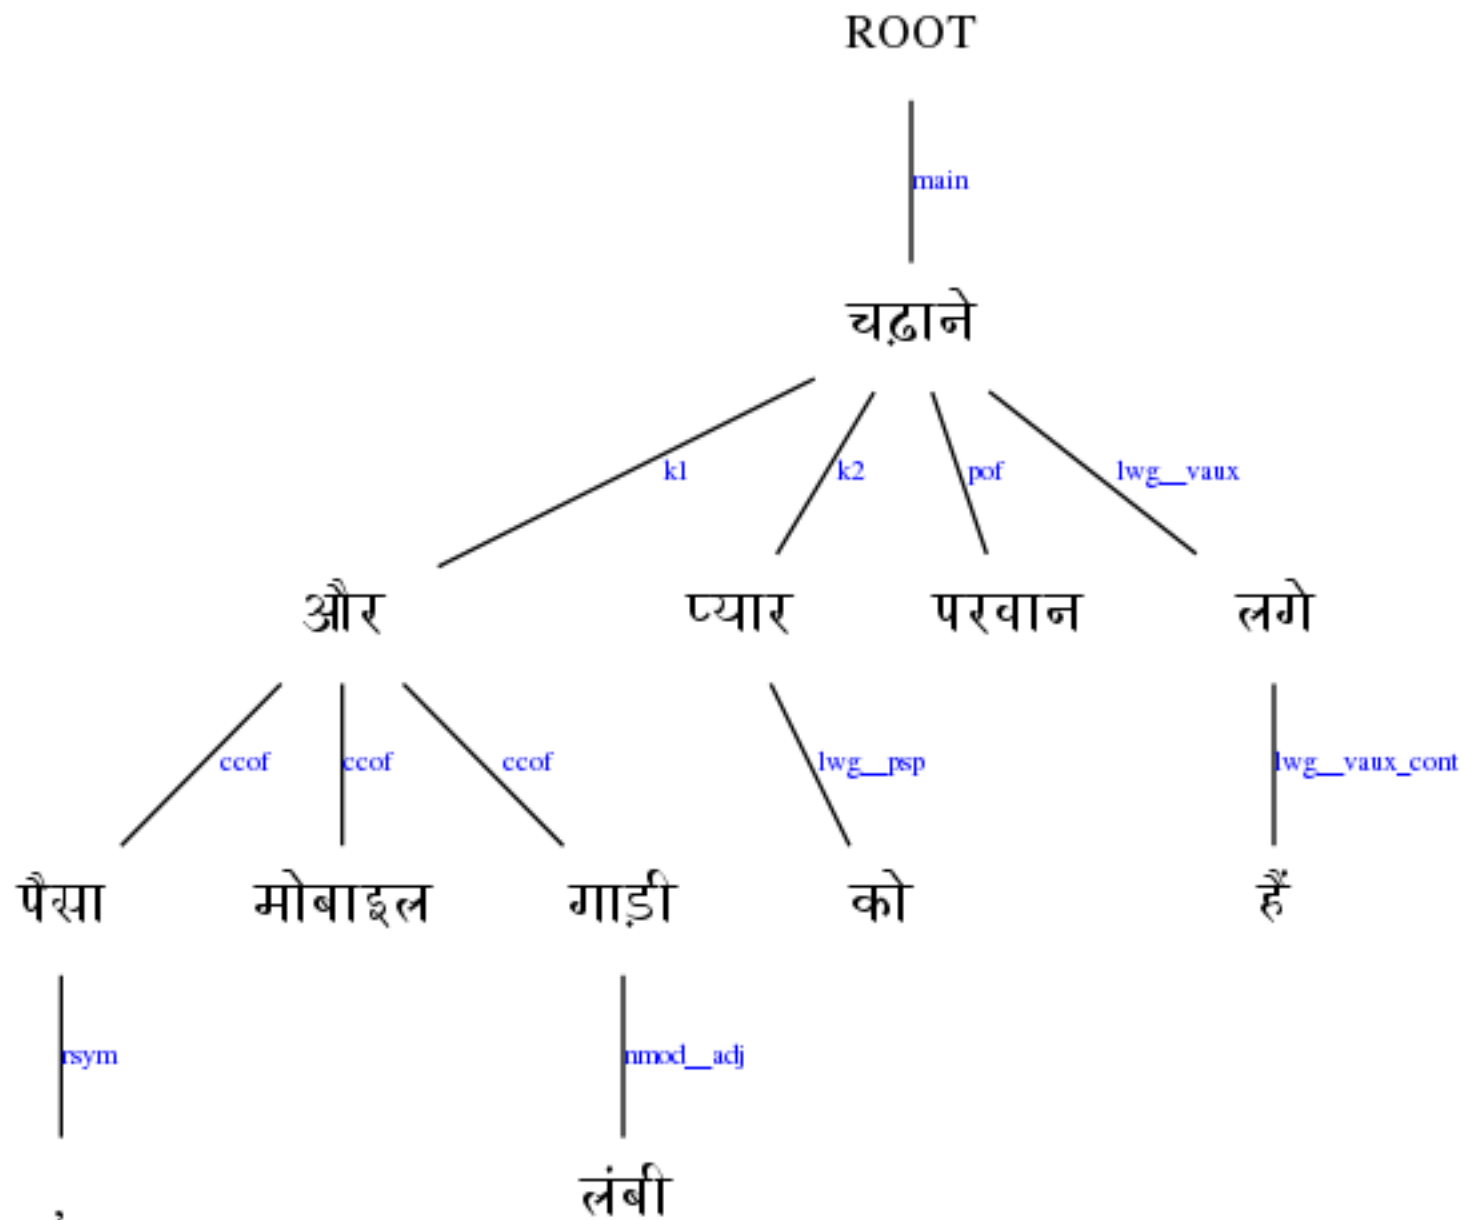 ROOT
main
चढ़ाने
k1 k2 pof lwg__vaux
और प्यार परवान लगे
ccof ccof ccof lwg__psp lwg__vaux_cont
पैसा मोबाइल गाड़ी को हैं
rsym nmod__adj
, लंबी